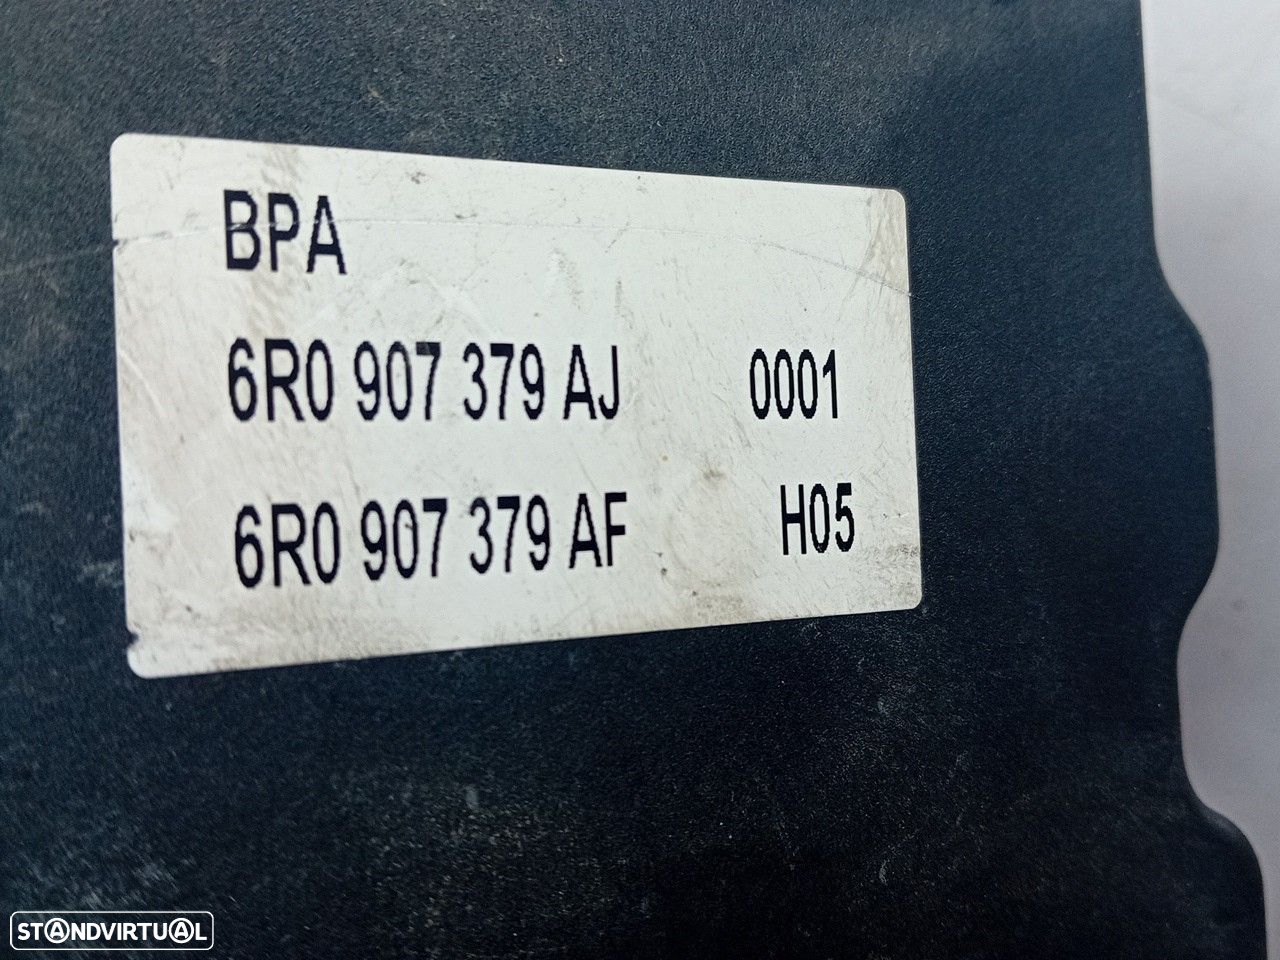 BPA
6R0 907 379 AJ 0001
6R0 907 379 AF H05
STANDVIRTUAL